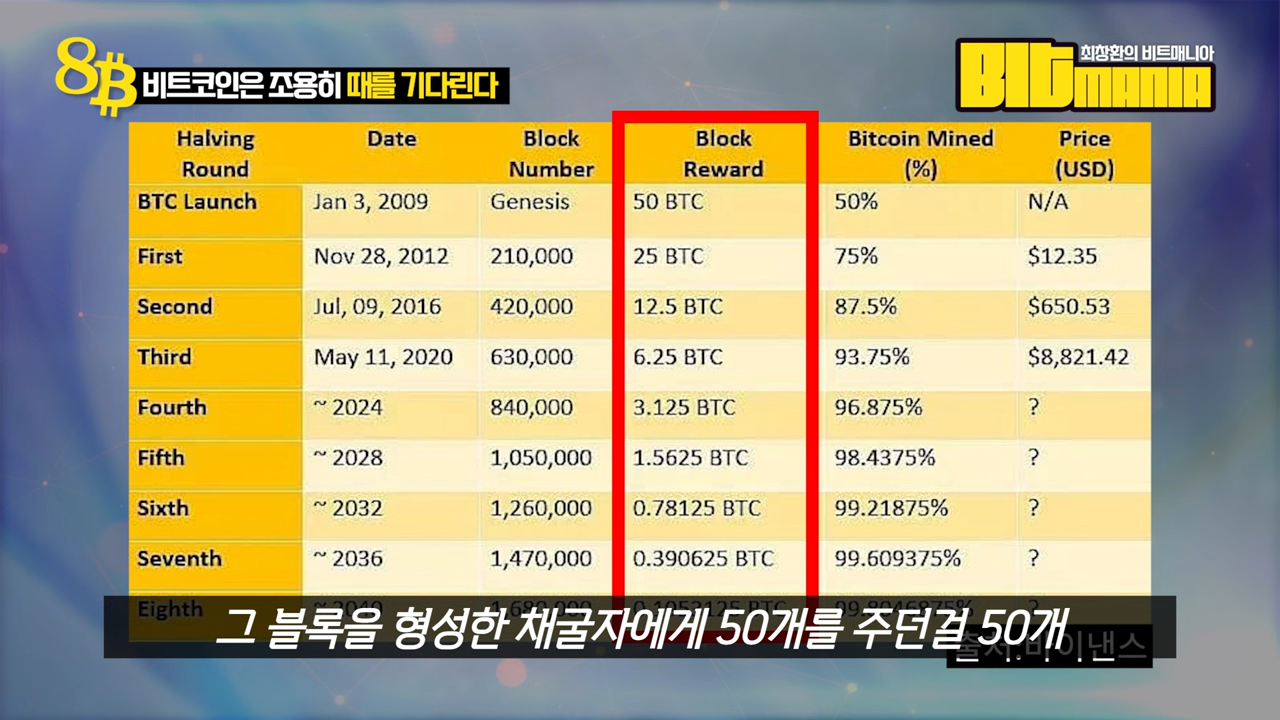 8₿ 비트코인은 조용히 때를 기다린다
최창환의 비트매니아
BIT MANIA
Halving Round | Date | Block Number | Block Reward | Bitcoin Mined (%) | Price (USD)
BTC Launch | Jan 3, 2009 | Genesis | 50 BTC | 50% | N/A
First | Nov 28, 2012 | 210,000 | 25 BTC | 75% | $12.35
Second | Jul, 09, 2016 | 420,000 | 12.5 BTC | 87.5% | $650.53
Third | May 11, 2020 | 630,000 | 6.25 BTC | 93.75% | $8,821.42
Fourth | ~ 2024 | 840,000 | 3.125 BTC | 96.875% | ?
Fifth | ~ 2028 | 1,050,000 | 1.5625 BTC | 98.4375% | ?
Sixth | ~ 2032 | 1,260,000 | 0.78125 BTC | 99.21875% | ?
Seventh | ~ 2036 | 1,470,000 | 0.390625 BTC | 99.609375% | ?
Eighth
그 블록을 형성한 채굴자에게 50개를 주던걸 50개